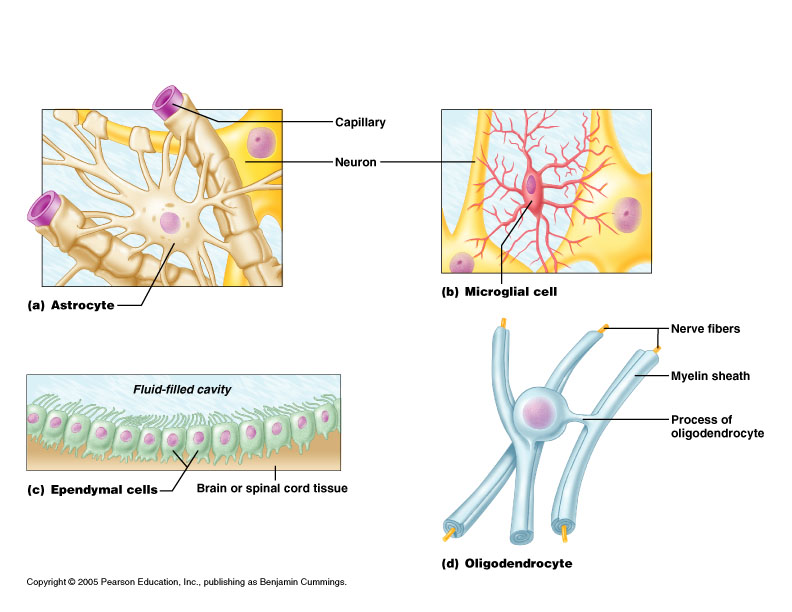 Capillary
Neuron
(a) Astrocyte
(b) Microglial cell
Fluid-filled cavity
(c) Ependymal cells
Brain or spinal cord tissue
Nerve fibers
Myelin sheath
Process of
oligodendrocyte
(d) Oligodendrocyte
Copyright © 2005 Pearson Education, Inc., publishing as Benjamin Cummings.